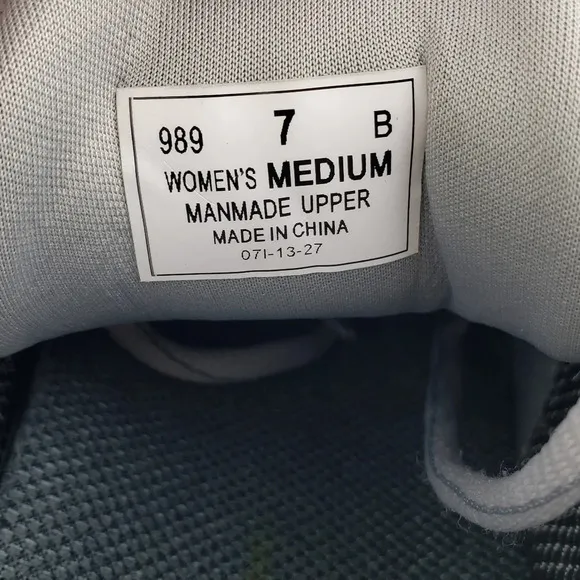 989 7 B
WOMEN'S MEDIUM
MANMADE UPPER
MADE IN CHINA
07I-13-27